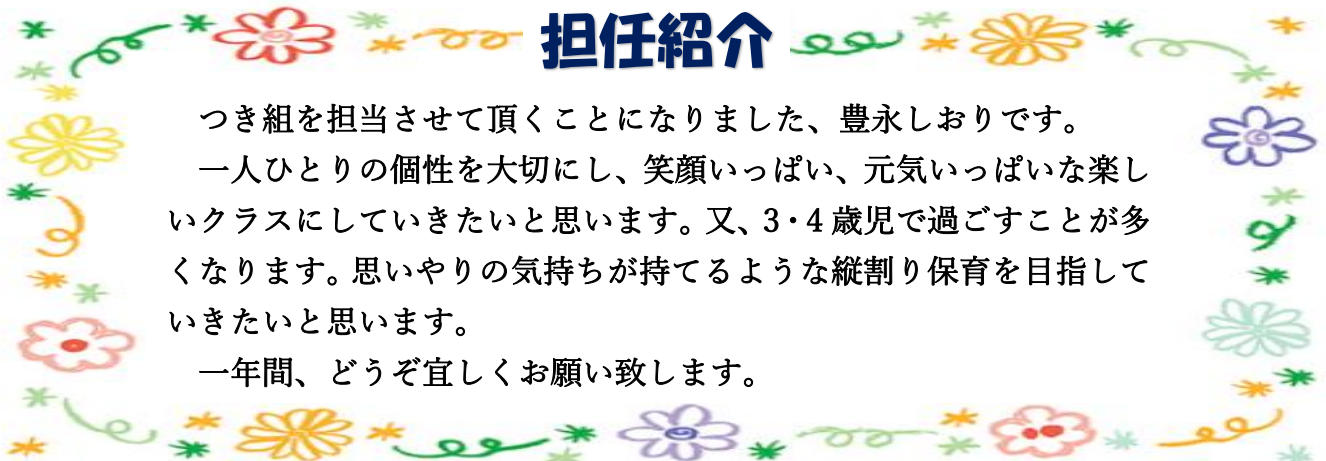 担任紹介
つき組を担当させて頂くことになりました、豊永しおりです。
一人ひとりの個性を大切にし、笑顔いっぱい、元気いっぱいな楽し
いクラスにしていきたいと思います。又、3・4歳児で過ごすことが多
くなります。思いやりの気持ちが持てるような縦割り保育を目指して
いきたいと思います。
一年間、どうぞ宜しくお願い致します。